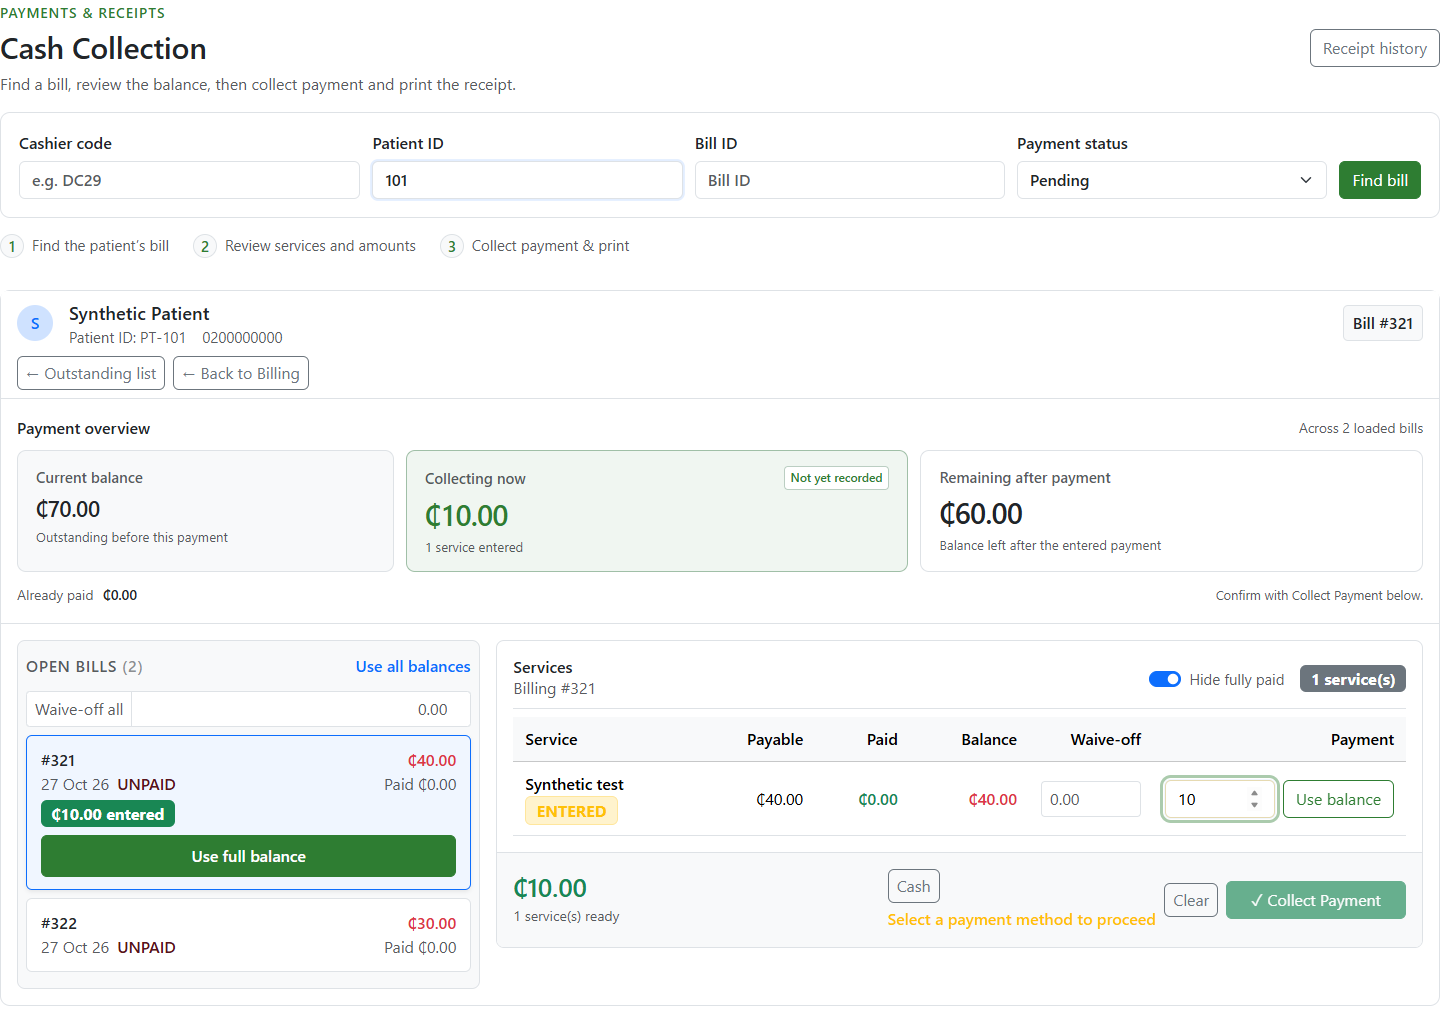 PAYMENTS & RECEIPTS
Cash Collection
Receipt history
Find a bill, review the balance, then collect payment and print the receipt.
Cashier code
Patient ID
Bill ID
Payment status
e.g. DC29
101
Bill ID
Pending
Find bill
1 Find the patient's bill
2 Review services and amounts
3 Collect payment & print
S
Synthetic Patient
Patient ID: PT-101 0200000000
Bill #321
← Outstanding list
← Back to Billing
Payment overview
Across 2 loaded bills
Current balance
₵70.00
Outstanding before this payment
Collecting now
Not yet recorded
₵10.00
1 service entered
Remaining after payment
₵60.00
Balance left after the entered payment
Already paid ₵0.00
Confirm with Collect Payment below.
OPEN BILLS (2)
Use all balances
Waive-off all
0.00
#321
₵40.00
27 Oct 26 UNPAID
Paid ₵0.00
₵10.00 entered
Use full balance
#322
₵30.00
27 Oct 26 UNPAID
Paid ₵0.00
Services
Billing #321
Hide fully paid
1 service(s)
Service Payable Paid Balance Waive-off Payment
Synthetic test
ENTERED
₵40.00
₵0.00
₵40.00
0.00
10
Use balance
₵10.00
1 service(s) ready
Cash
Select a payment method to proceed
Clear
✓ Collect Payment